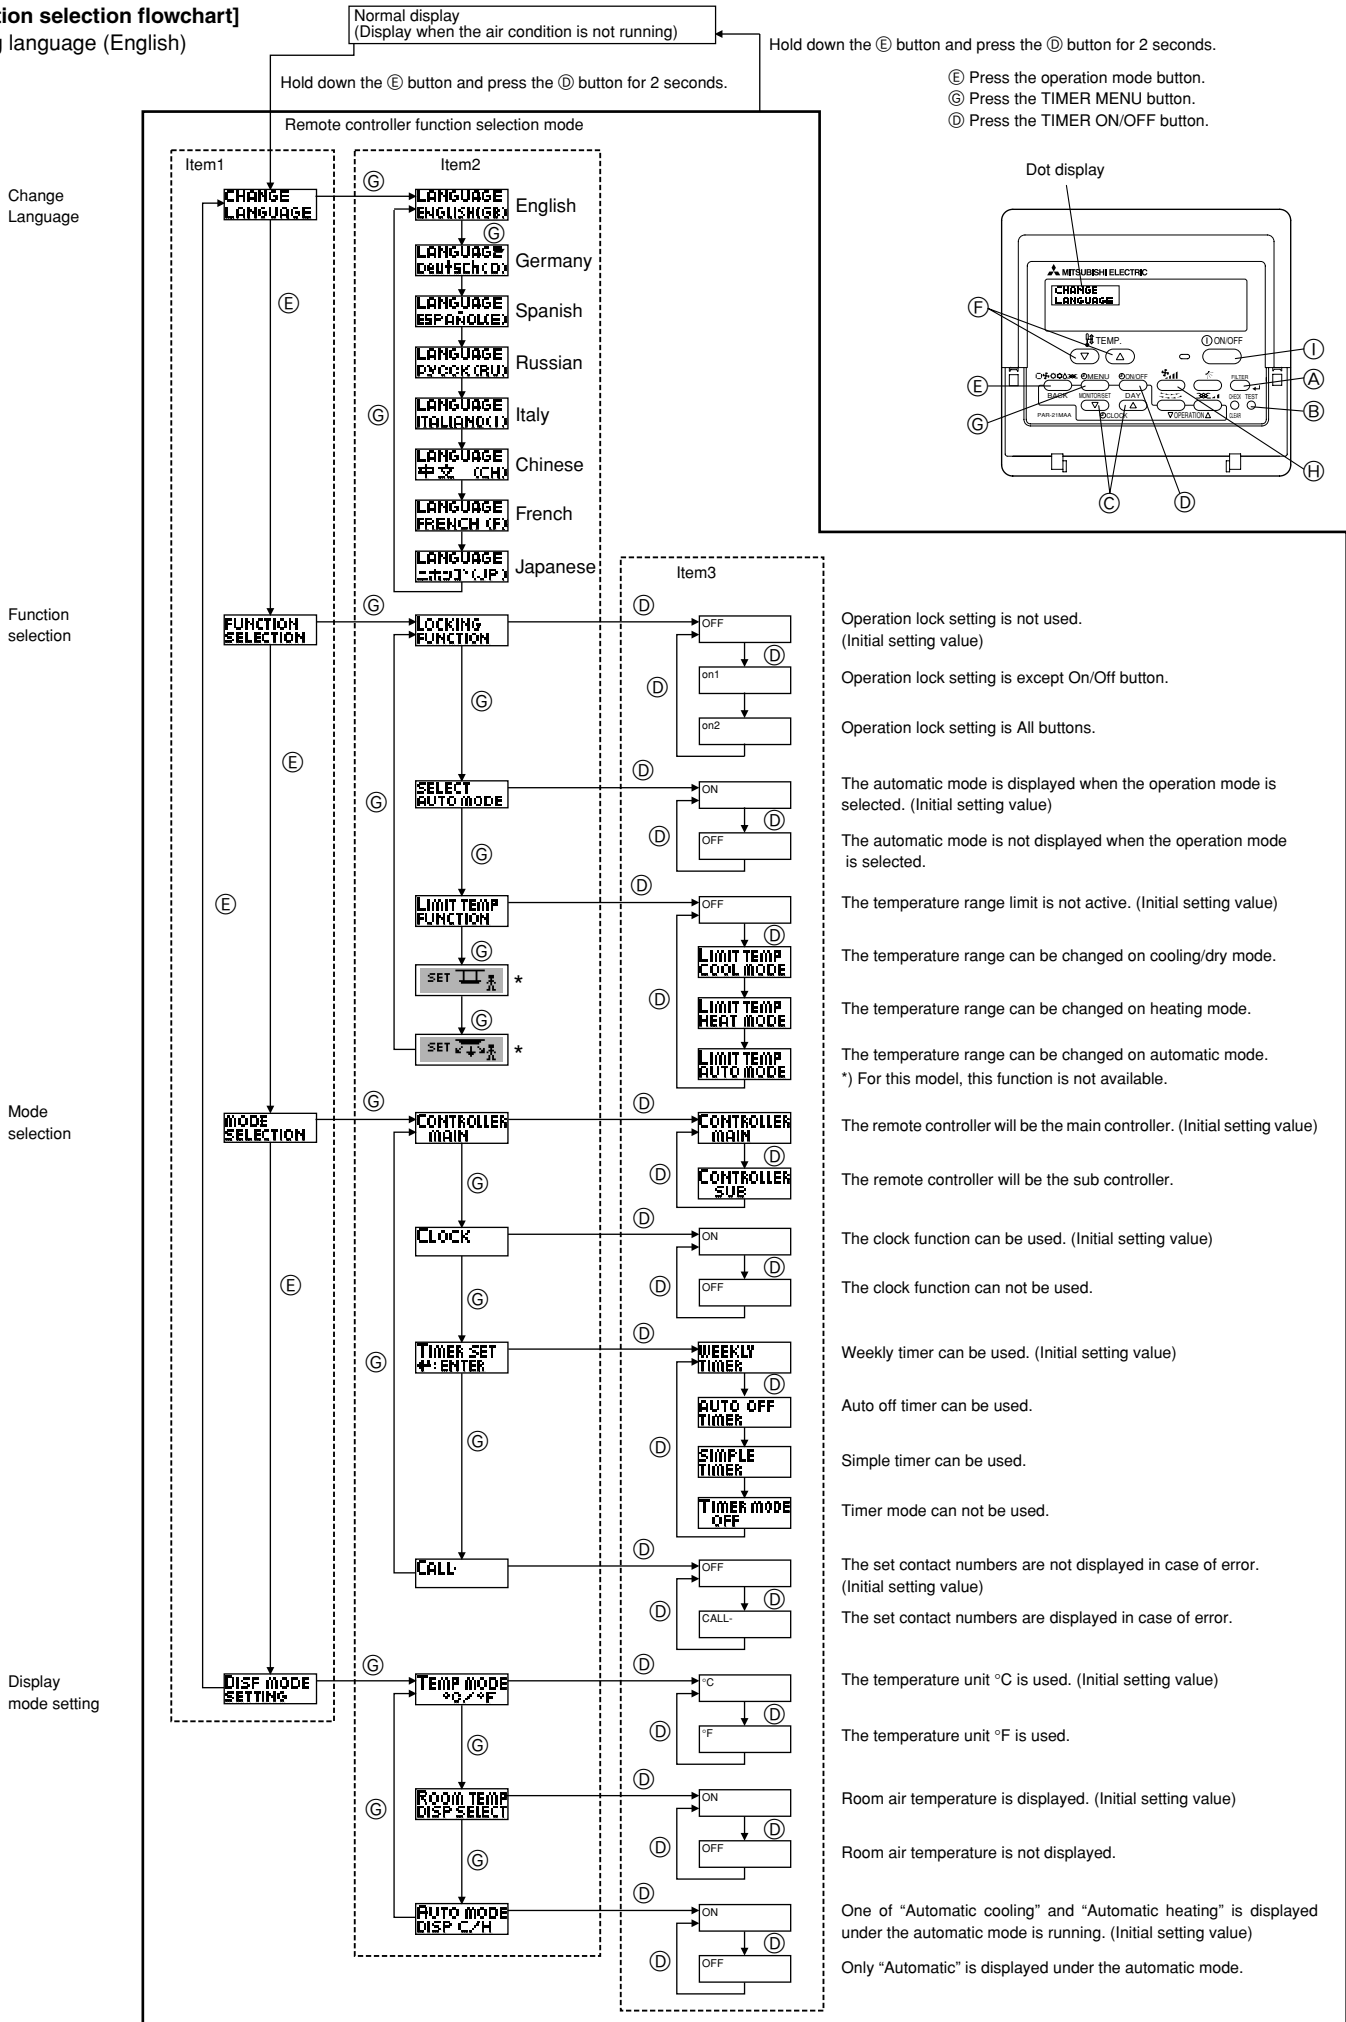 tion selection flowchart]
g language (English)
Normal display
(Display when the air condition is not running)
Hold down the Ⓔ button and press the Ⓓ button for 2 seconds.
Hold down the Ⓔ button and press the Ⓓ button for 2 seconds.
Ⓔ Press the operation mode button.
Ⓖ Press the TIMER MENU button.
Ⓓ Press the TIMER ON/OFF button.
Remote controller function selection mode
Item1
Item2
Dot display
Change
Language
CHANGE
LANGUAGE
Ⓖ
LANGUAGE
ENGLISH(GB)
English
Ⓖ
LANGUAGE
Deutsch(D)
Germany
Ⓔ
LANGUAGE
ESPAÑOL(E)
Spanish
LANGUAGE
РУССК(RU)
Russian
Ⓖ
LANGUAGE
ITALIANO(I)
Italy
LANGUAGE
中文 (CH)
Chinese
LANGUAGE
FRENCH (F)
French
LANGUAGE
ニホンゴ(JP)
Japanese
MITSUBISHI ELECTRIC
CHANGE
LANGUAGE
TEMP.
ON/OFF
MENU
ON/OFF
FILTER
BACK
MONITOR/SET
DAY
CHECK
TEST
PAR-21MAA
CLOCK
OPERATION
CLEAR
Ⓕ
Ⓔ
Ⓖ
Ⓒ
Ⓓ
Ⓘ
Ⓐ
Ⓑ
Ⓗ
Item3
Function
selection
FUNCTION
SELECTION
Ⓖ
LOCKING
FUNCTION
Ⓓ
OFF
Operation lock setting is not used.
(Initial setting value)
Ⓓ
on1
Operation lock setting is except On/Off button.
Ⓓ
Ⓖ
on2
Operation lock setting is All buttons.
Ⓔ
Ⓖ
SELECT
AUTO MODE
Ⓓ
ON
The automatic mode is displayed when the operation mode is
selected. (Initial setting value)
Ⓓ
Ⓓ
OFF
The automatic mode is not displayed when the operation mode
is selected.
Ⓖ
Ⓔ
LIMIT TEMP
FUNCTION
Ⓓ
OFF
The temperature range limit is not active. (Initial setting value)
Ⓓ
Ⓖ
LIMIT TEMP
COOL MODE
The temperature range can be changed on cooling/dry mode.
SET
*
Ⓓ
LIMIT TEMP
HEAT MODE
The temperature range can be changed on heating mode.
Ⓖ
SET
*
LIMIT TEMP
AUTO MODE
The temperature range can be changed on automatic mode.
*) For this model, this function is not available.
Mode
selection
MODE
SELECTION
Ⓖ
CONTROLLER
MAIN
Ⓓ
CONTROLLER
MAIN
The remote controller will be the main controller. (Initial setting value)
Ⓓ
Ⓓ
Ⓖ
CONTROLLER
SUB
The remote controller will be the sub controller.
CLOCK
Ⓓ
ON
The clock function can be used. (Initial setting value)
Ⓓ
Ⓔ
Ⓖ
Ⓓ
OFF
The clock function can not be used.
Ⓖ
TIMER SET
↵: ENTER
Ⓓ
WEEKLY
TIMER
Weekly timer can be used. (Initial setting value)
Ⓓ
AUTO OFF
TIMER
Auto off timer can be used.
Ⓖ
Ⓓ
SIMPLE
TIMER
Simple timer can be used.
TIMER MODE
OFF
Timer mode can not be used.
CALL-
Ⓓ
OFF
The set contact numbers are not displayed in case of error.
(Initial setting value)
Ⓓ
Ⓓ
CALL-
The set contact numbers are displayed in case of error.
Display
mode setting
DISP MODE
SETTING
Ⓖ
TEMP MODE
°C/°F
Ⓓ
°C
The temperature unit °C is used. (Initial setting value)
Ⓓ
Ⓖ
Ⓓ
°F
The temperature unit °F is used.
Ⓖ
ROOM TEMP
DISP SELECT
Ⓓ
ON
Room air temperature is displayed. (Initial setting value)
Ⓓ
Ⓖ
Ⓓ
OFF
Room air temperature is not displayed.
AUTO MODE
DISP C/H
Ⓓ
ON
One of “Automatic cooling” and “Automatic heating” is displayed
under the automatic mode is running. (Initial setting value)
Ⓓ
Ⓓ
OFF
Only “Automatic” is displayed under the automatic mode.